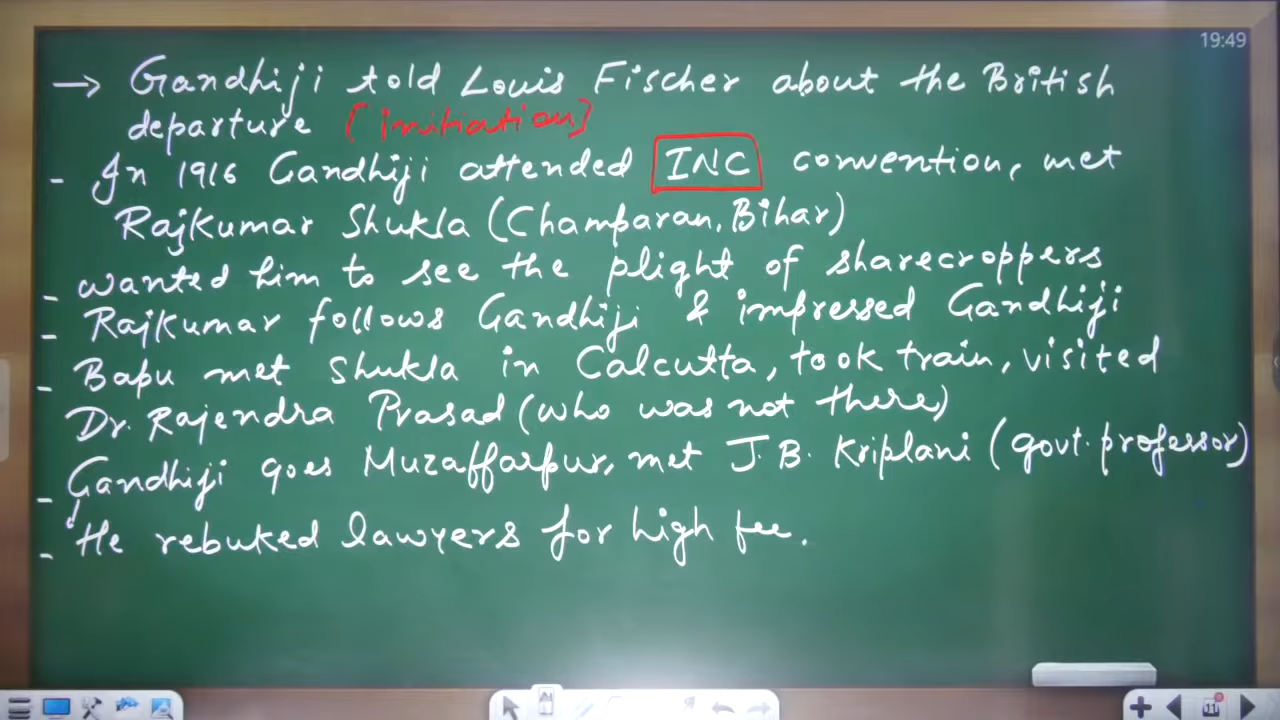 19:49
→ Gandhiji told Louis Fischer about the British
departure [initiation]
- In 1916 Gandhiji attended INC convention, met
Rajkumar Shukla (Champaran, Bihar)
- wanted him to see the plight of sharecroppers
- Rajkumar follows Gandhiji & impressed Gandhiji
- Bapu met Shukla in Calcutta, took train, visited
Dr. Rajendra Prasad (who was not there)
- Gandhiji goes Muzaffarpur, met J.B. Kriplani (govt. professor)
- He rebuked lawyers for high fee.
11